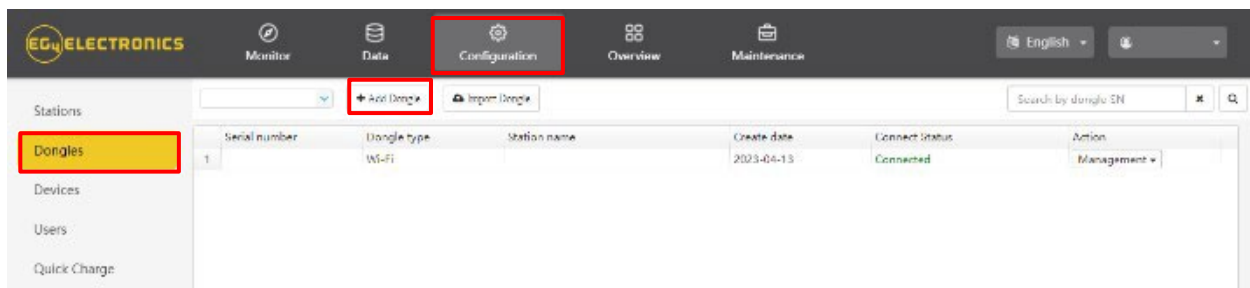 EG4 ELECTRONICS
Monitor Data Configuration Overview Maintenance
English
Stations
+ Add Dongle Import Dongle Search by dongle SN
Serial number Dongle type Station name Create date Connect Status Action
Dongles
1 Wi-Fi 2023-04-13 Connected Management
Devices
Users
Quick Charge